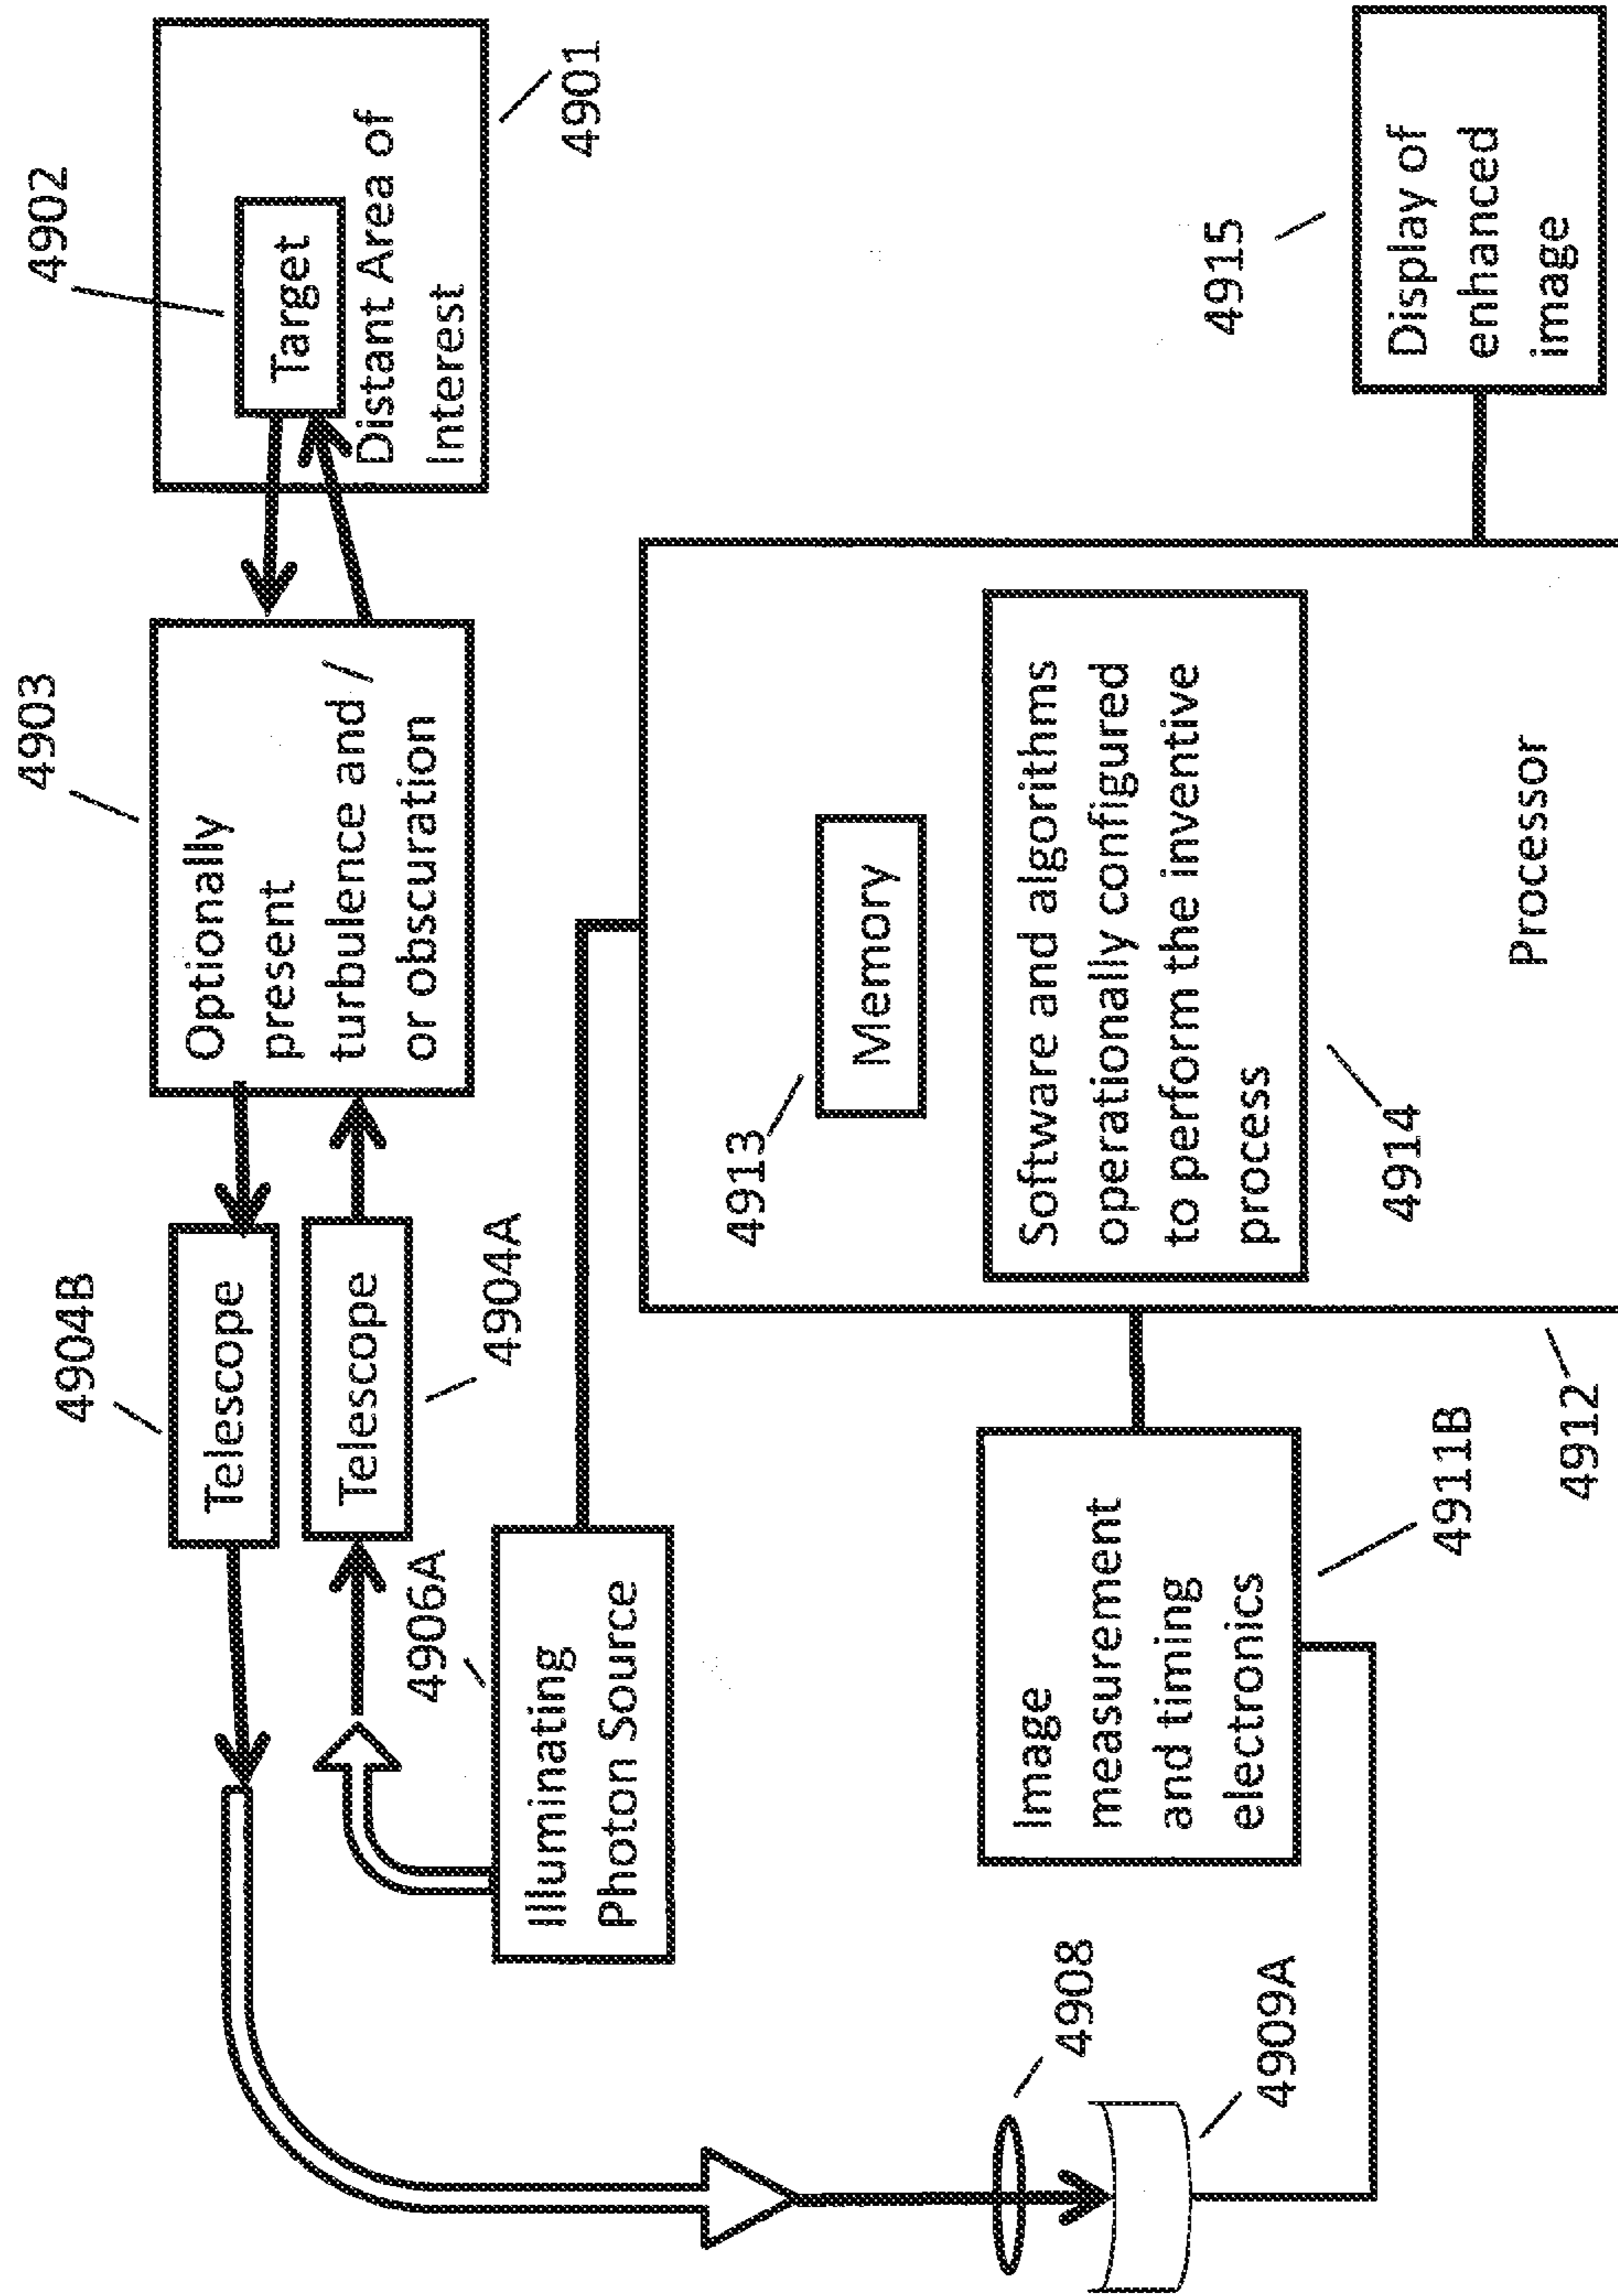 4902
Target
Distant Area of
Interest
4901
4903
Optionally
present
turbulence and /
or obscuration
4904B
Telescope
Telescope
4904A
4906A
Illuminating
Photon Source
4908
4909A
Image
measurement
and timing
electronics
4911B
4913
Memory
Software and algorithms
operationally configured
to perform the inventive
process
4914
Processor
4912
4915
Display of
enhanced
image